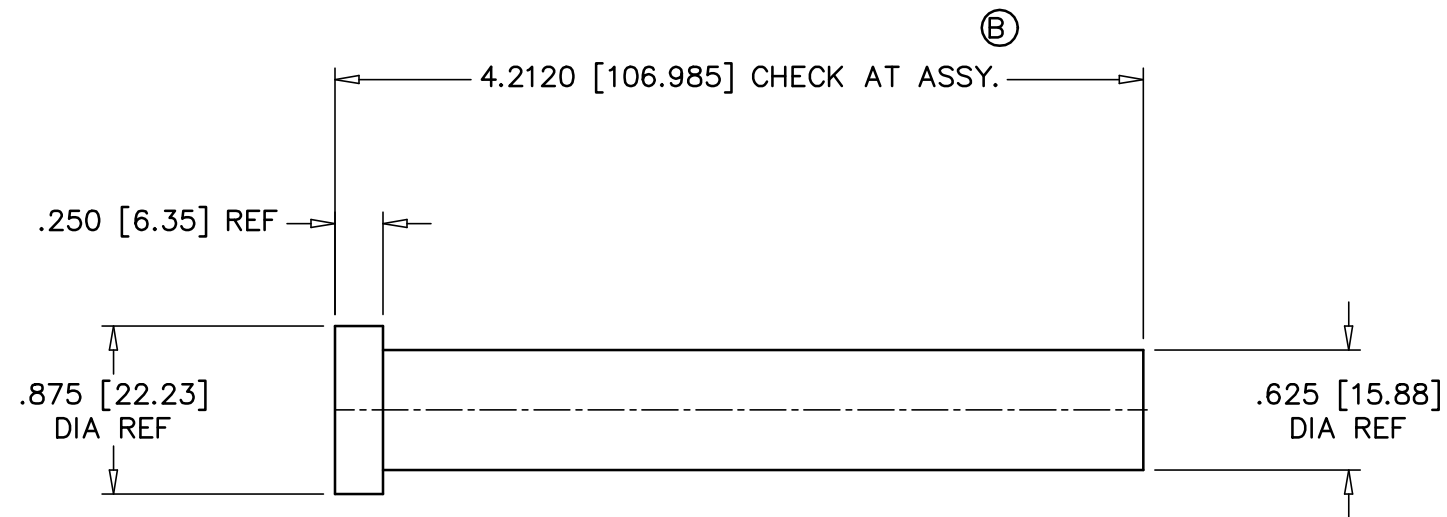 B
4.2120 [106.985] CHECK AT ASSY.
.250 [6.35] REF
.875 [22.23]
DIA REF
.625 [15.88]
DIA REF